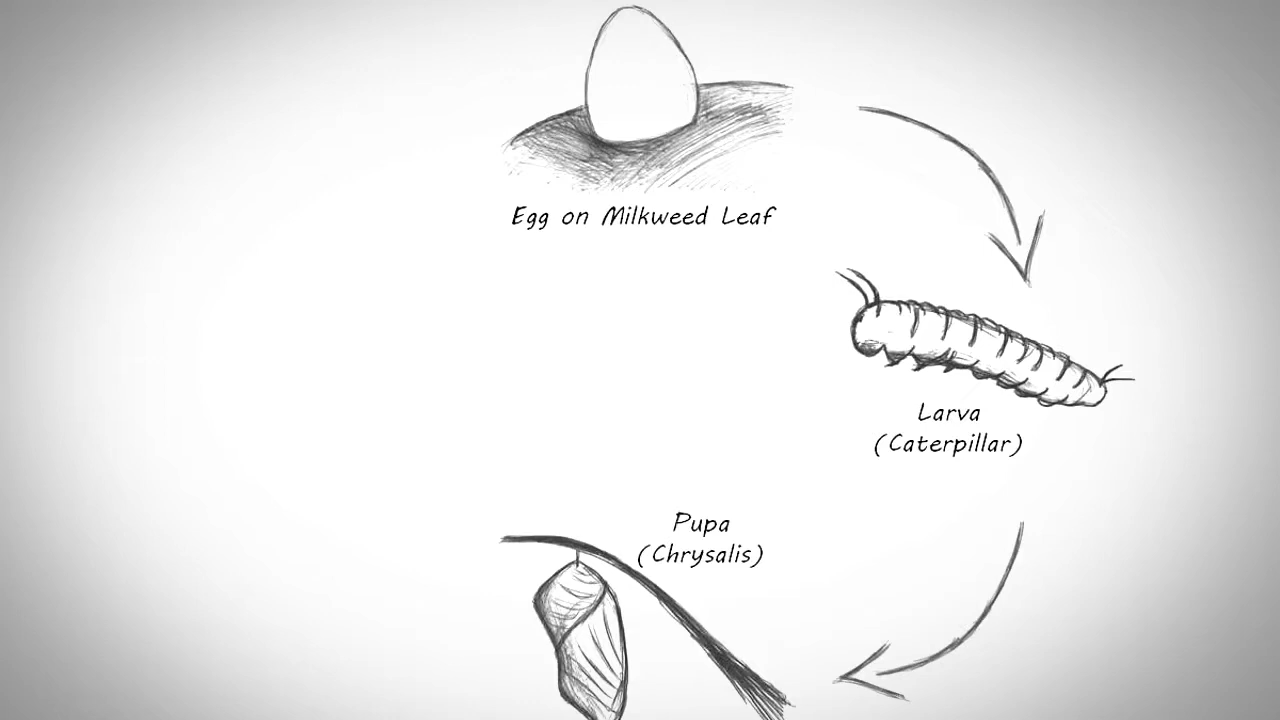 Egg on Milkweed Leaf
Larva
(Caterpillar)
Pupa
(Chrysalis)